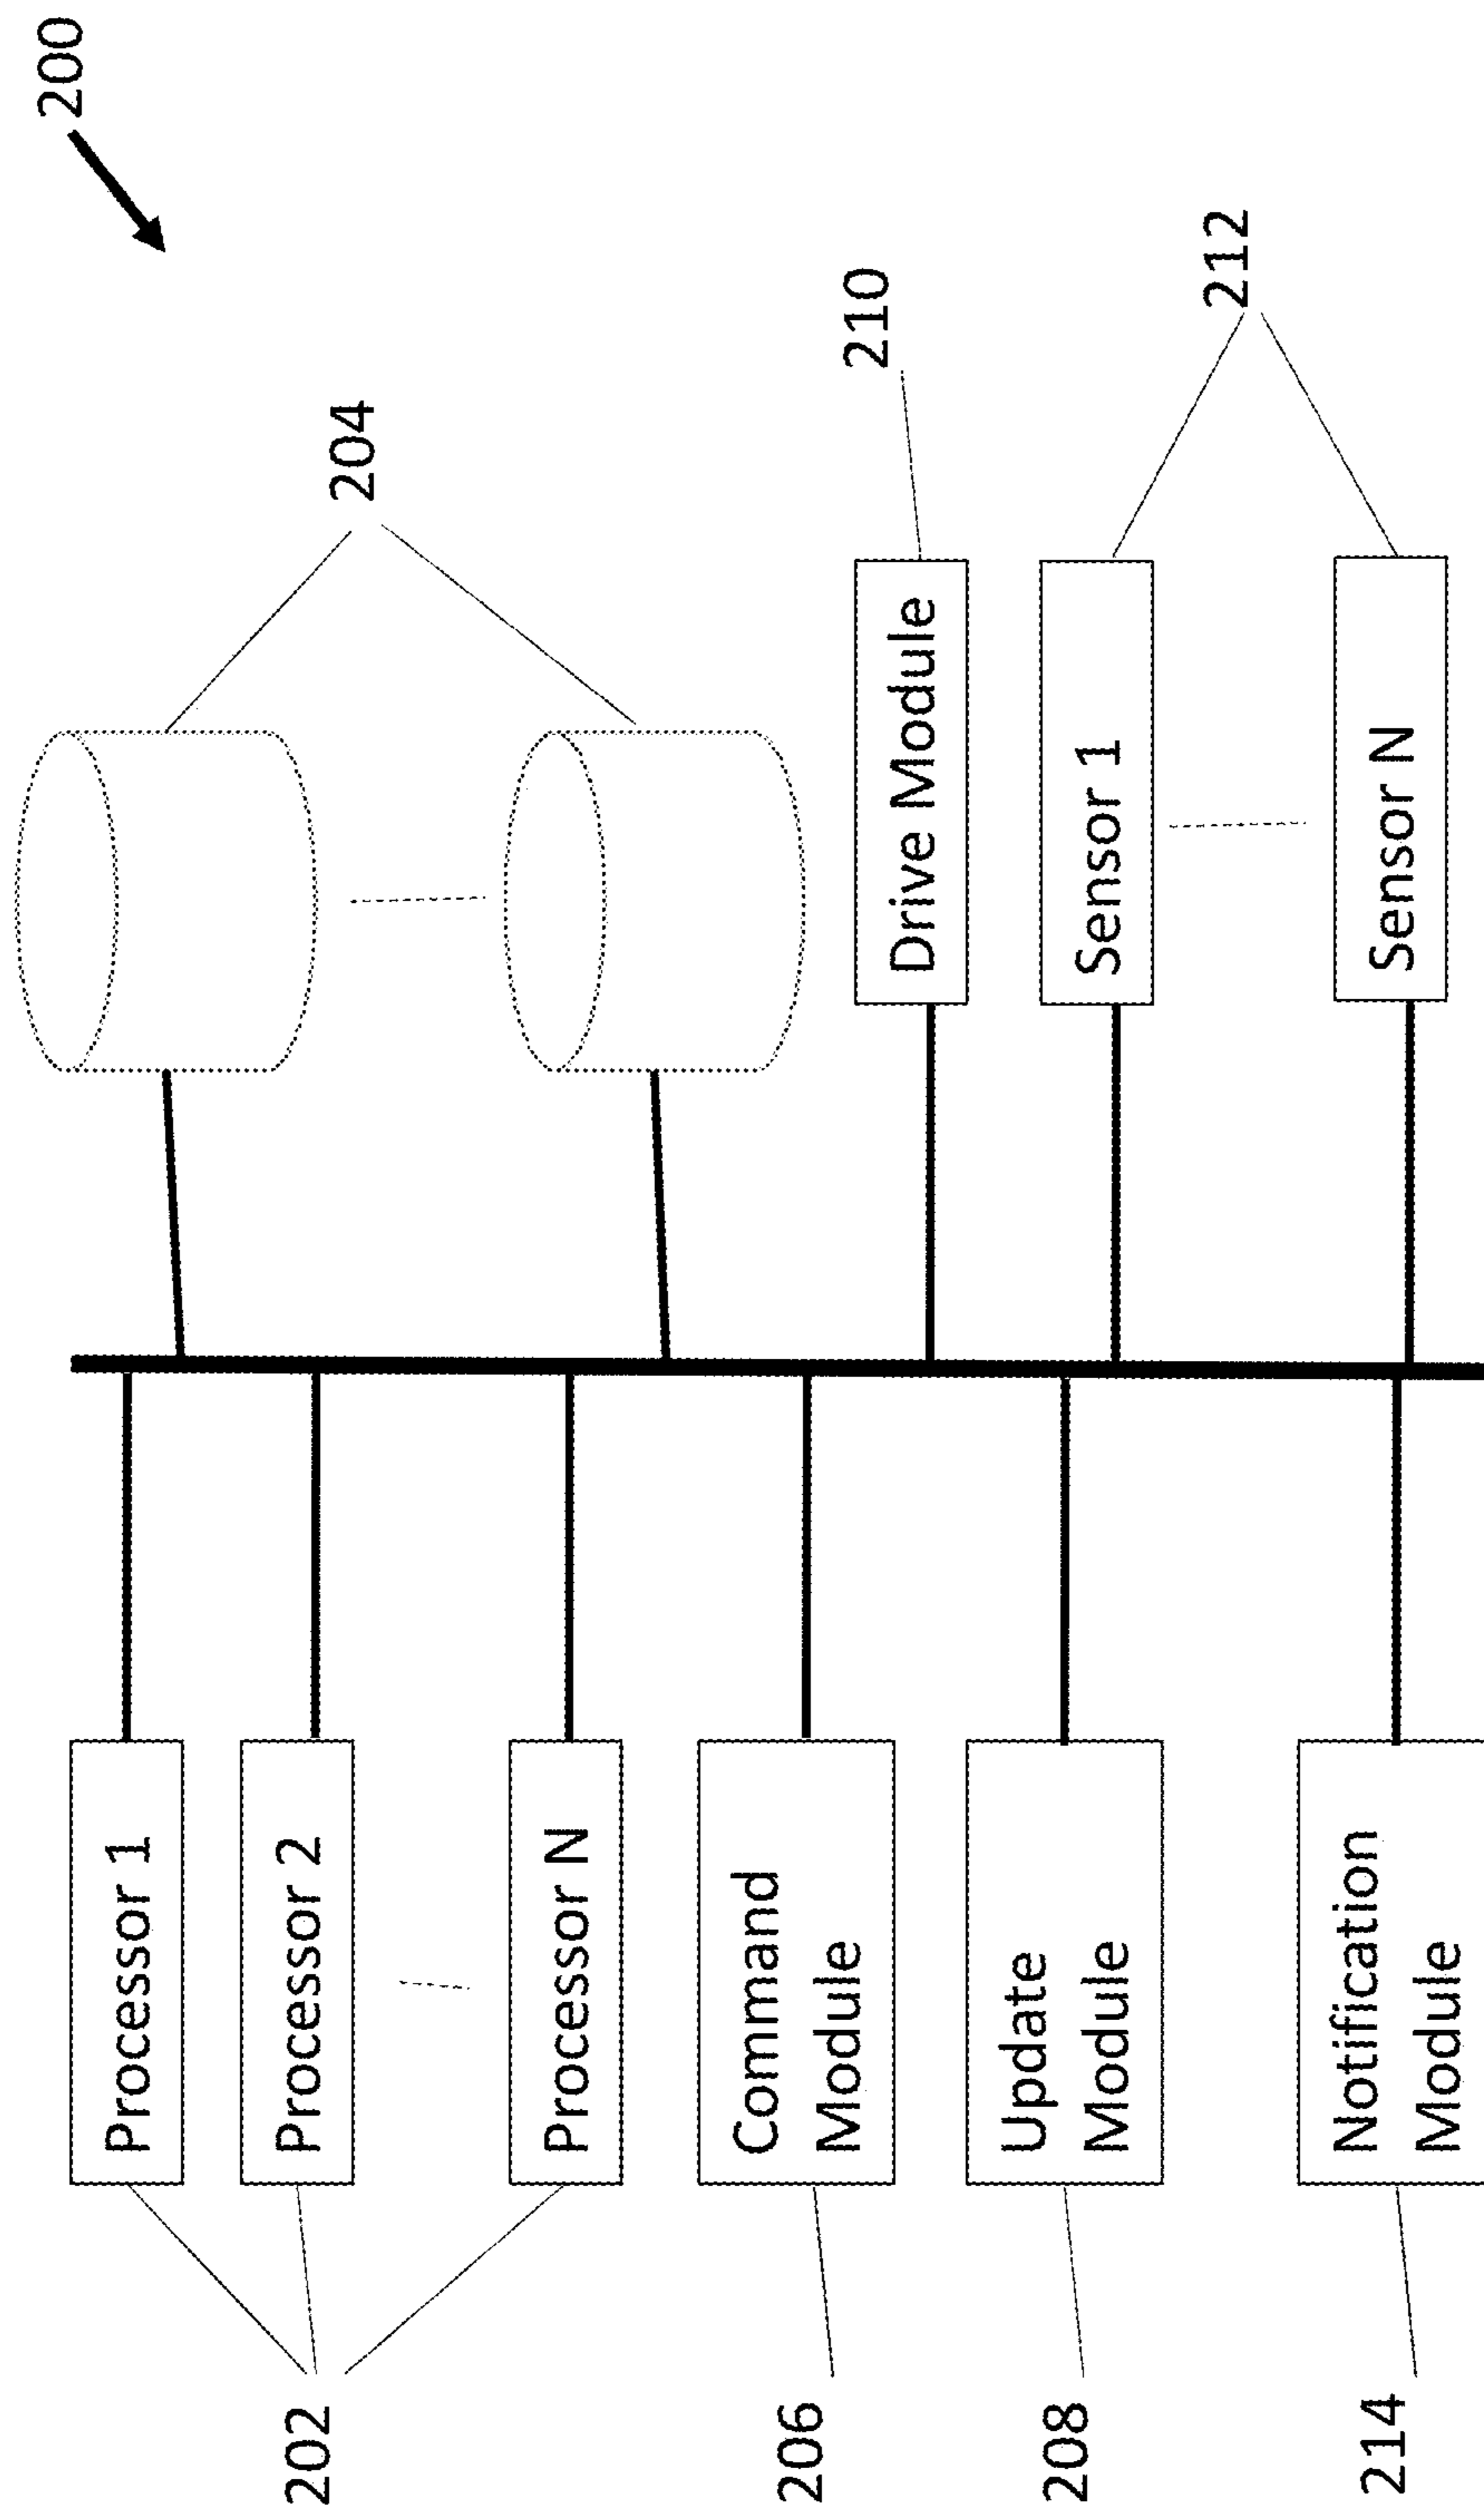 200
202
Processor 1
Processor 2
Processor N
204
206
Command
Module
210
Drive Module
208
Update
Module
212
Sensor 1
Sensor N
214
Notification
Module